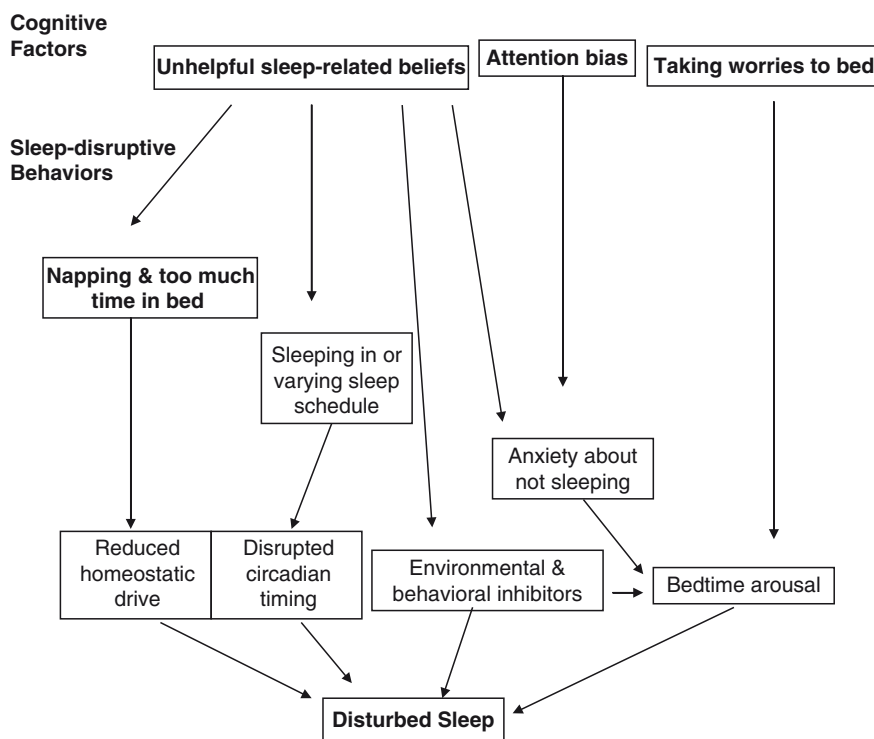 Cognitive
Factors
Unhelpful sleep-related beliefs
Attention bias
Taking worries to bed
Sleep-disruptive
Behaviors
Napping & too much
time in bed
Sleeping in or
varying sleep
schedule
Anxiety about
not sleeping
Reduced
homeostatic
drive
Disrupted
circadian
timing
Environmental &
behavioral inhibitors
Bedtime arousal
Disturbed Sleep